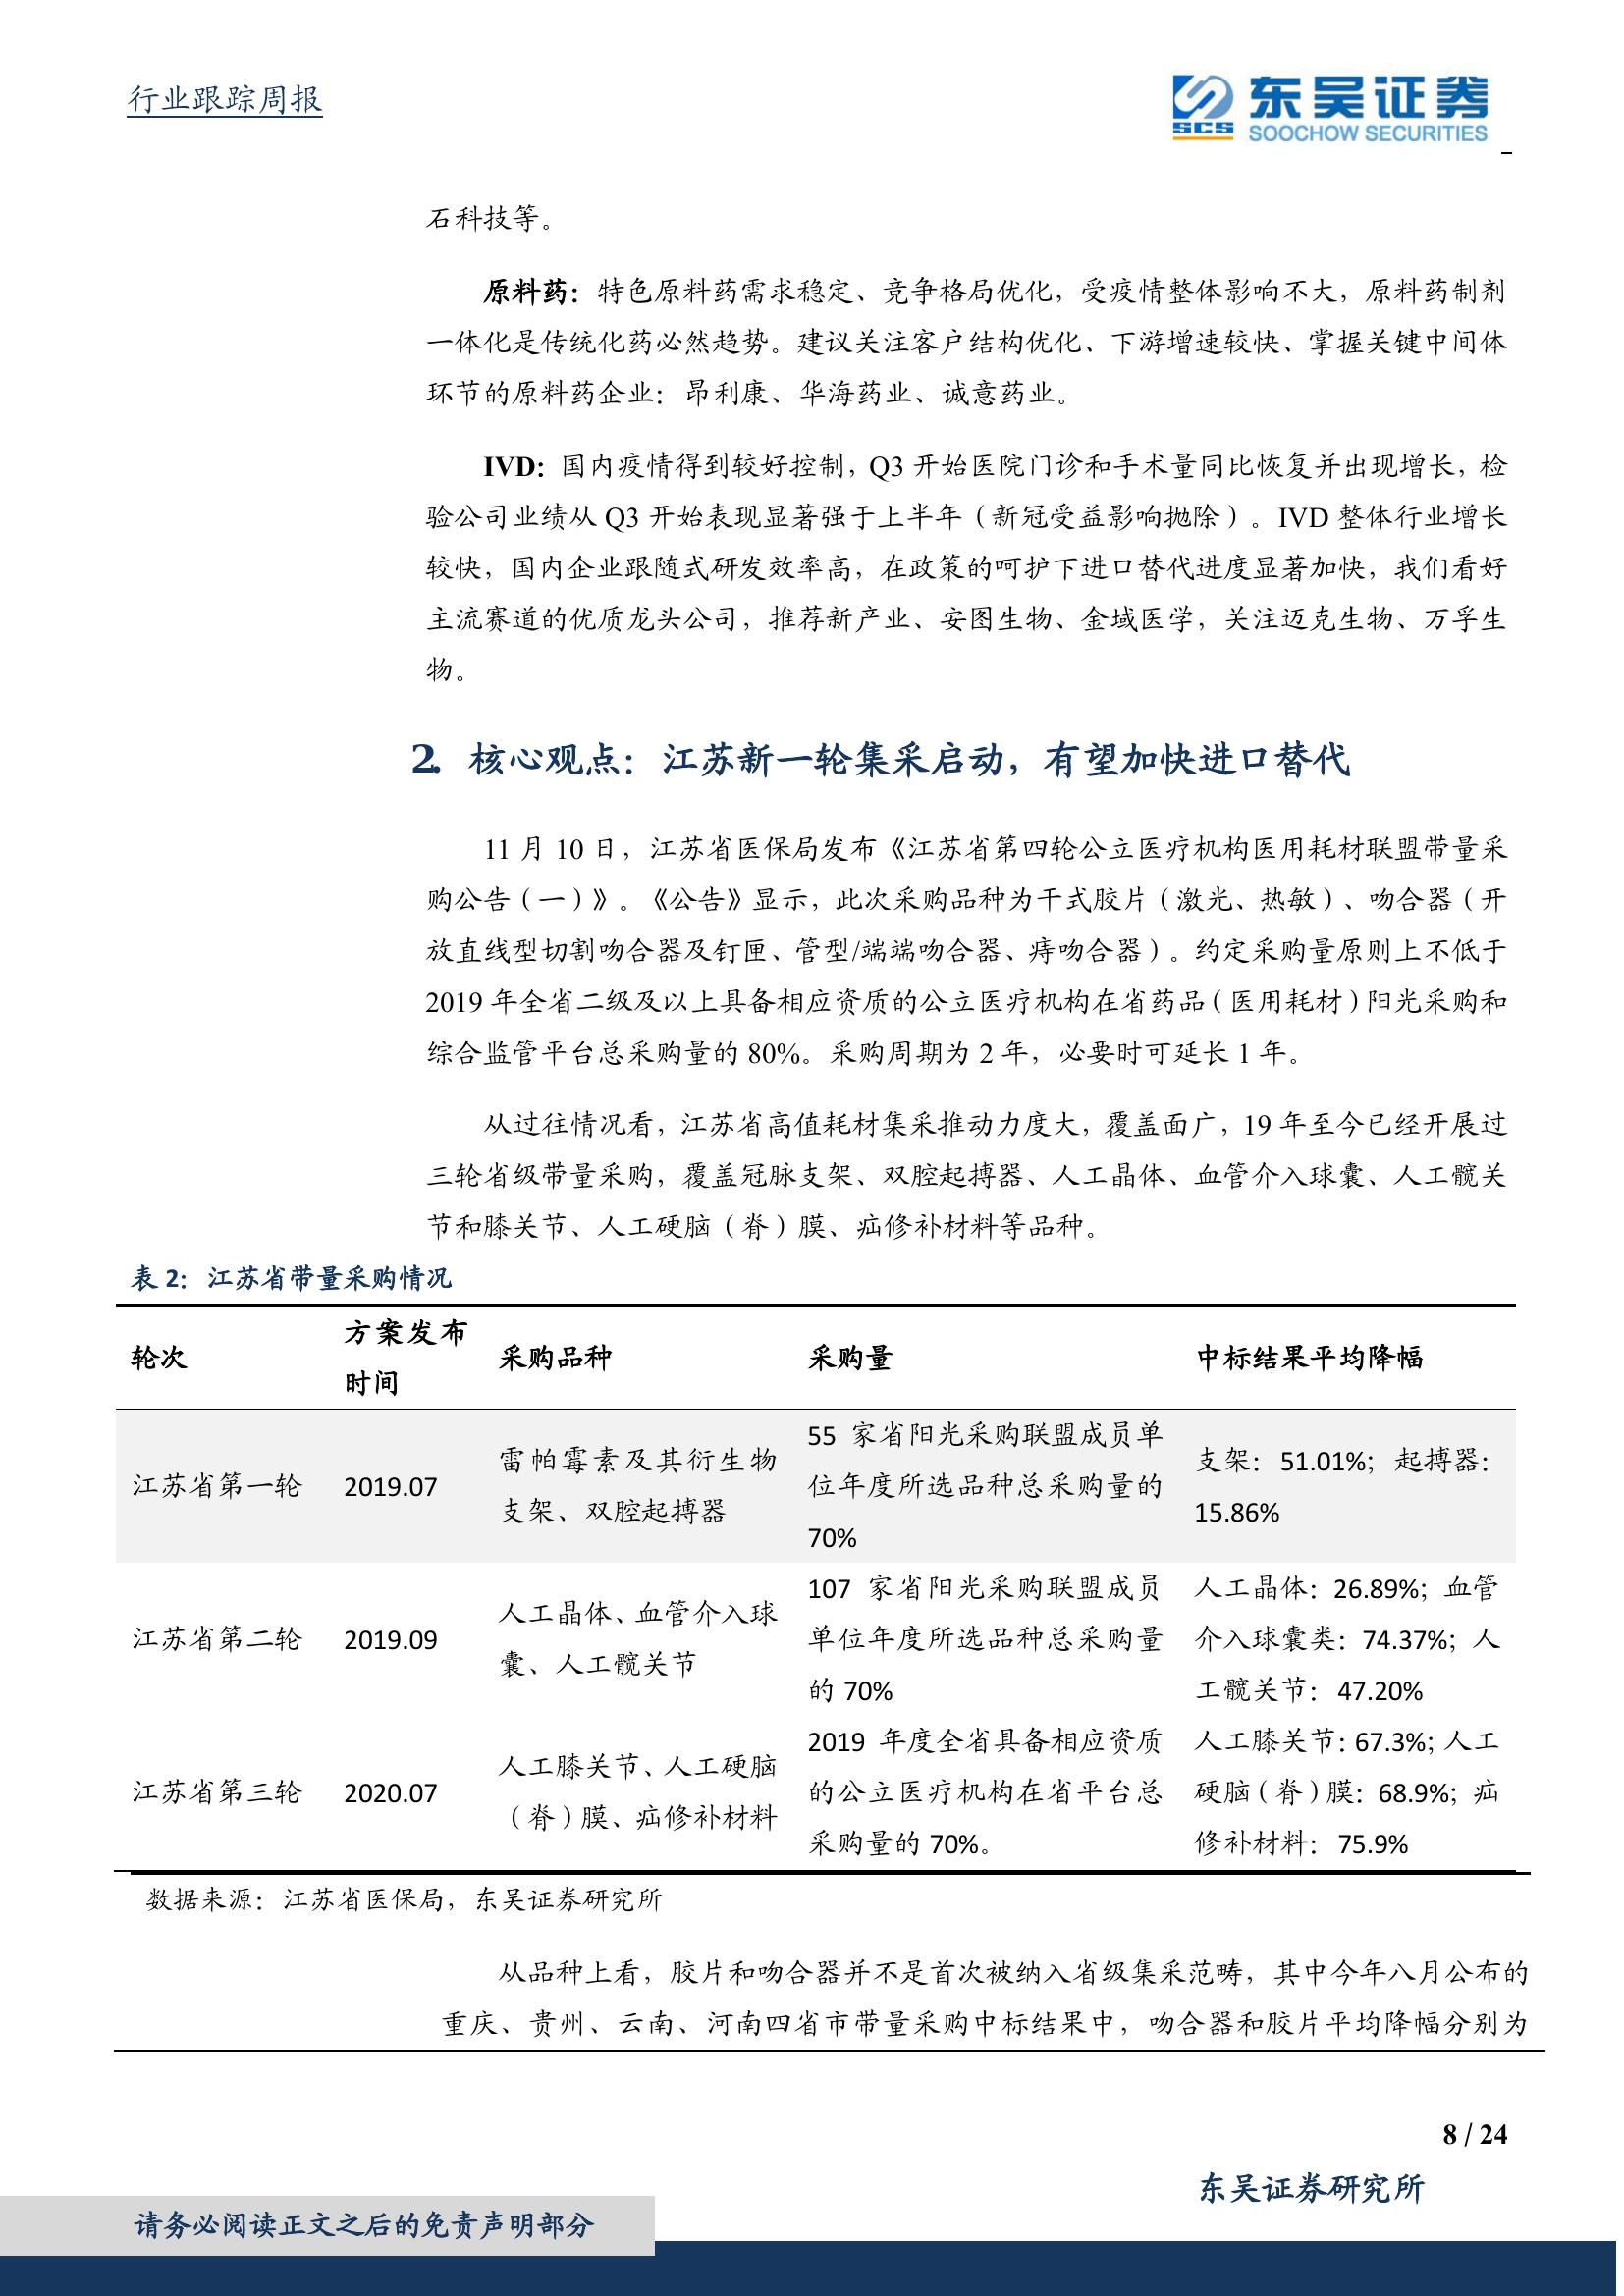 行业跟踪周报
SCS
东吴证券
SOOCHOW SECURITIES
石科技等。
原料药：特色原料药需求稳定、竞争格局优化，受疫情整体影响不大，原料药制剂
一体化是传统化药必然趋势。建议关注客户结构优化、下游增速较快、掌握关键中间体
环节的原料药企业：昂利康、华海药业、诚意药业。
IVD：国内疫情得到较好控制，Q3 开始医院门诊和手术量同比恢复并出现增长，检
验公司业绩从 Q3 开始表现显著强于上半年（新冠受益影响抛除）。IVD 整体行业增长
较快，国内企业跟随式研发效率高，在政策的呵护下进口替代进度显著加快，我们看好
主流赛道的优质龙头公司，推荐新产业、安图生物、金域医学，关注迈克生物、万孚生
物。
2. 核心观点：江苏新一轮集采启动，有望加快进口替代
11 月 10 日，江苏省医保局发布《江苏省第四轮公立医疗机构医用耗材联盟带量采
购公告（一）》。《公告》显示，此次采购品种为干式胶片（激光、热敏）、吻合器（开
放直线型切割吻合器及钉匣、管型/端端吻合器、痔吻合器）。约定采购量原则上不低于
2019 年全省二级及以上具备相应资质的公立医疗机构在省药品（医用耗材）阳光采购和
综合监管平台总采购量的 80%。采购周期为 2 年，必要时可延长 1 年。
从过往情况看，江苏省高值耗材集采推动力度大，覆盖面广，19 年至今已经开展过
三轮省级带量采购，覆盖冠脉支架、双腔起搏器、人工晶体、血管介入球囊、人工髋关
节和膝关节、人工硬脑（脊）膜、疝修补材料等品种。
表 2：江苏省带量采购情况
轮次
方案发布
时间
采购品种
采购量
中标结果平均降幅
江苏省第一轮
2019.07
雷帕霉素及其衍生物
支架、双腔起搏器
55 家省阳光采购联盟成员单
位年度所选品种总采购量的
70%
支架：51.01%；起搏器：
15.86%
江苏省第二轮
2019.09
人工晶体、血管介入球
囊、人工髋关节
107 家省阳光采购联盟成员
单位年度所选品种总采购量
的 70%
人工晶体：26.89%；血管
介入球囊类：74.37%；人
工髋关节：47.20%
江苏省第三轮
2020.07
人工膝关节、人工硬脑
（脊）膜、疝修补材料
2019 年度全省具备相应资质
的公立医疗机构在省平台总
采购量的 70%。
人工膝关节：67.3%；人工
硬脑（脊）膜：68.9%；疝
修补材料：75.9%
数据来源：江苏省医保局，东吴证券研究所
从品种上看，胶片和吻合器并不是首次被纳入省级集采范畴，其中今年八月公布的
重庆、贵州、云南、河南四省市带量采购中标结果中，吻合器和胶片平均降幅分别为
8 / 24
东吴证券研究所
请务必阅读正文之后的免责声明部分